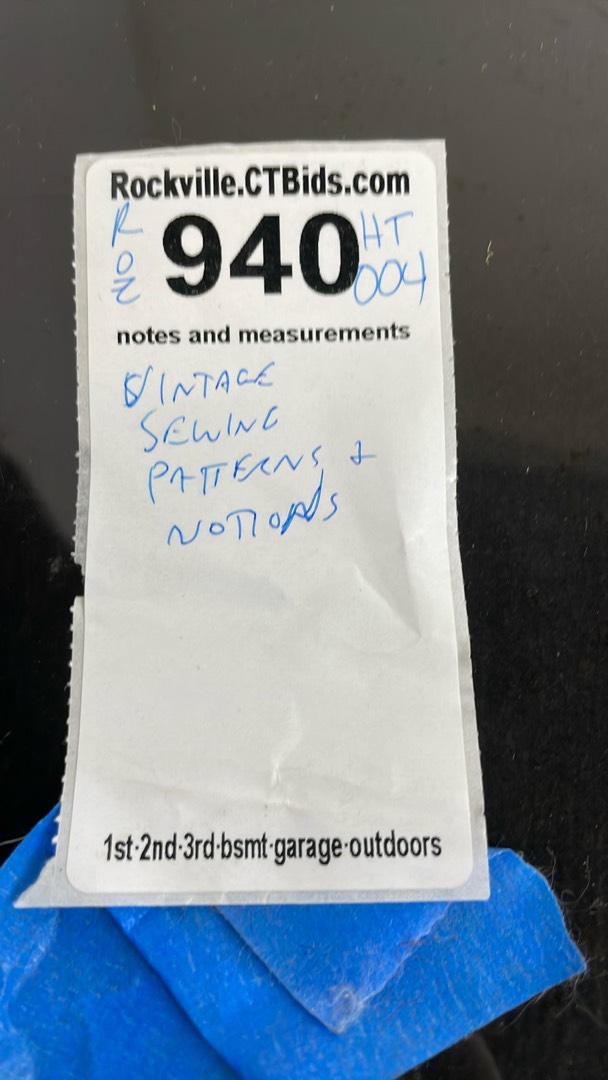 Rockville.CTBids.com
940
HT
004
notes and measurements
VINTAGE
SEWING
PATTERNS +
NOTIONS
1st·2nd·3rd·bsmt·garage·outdoors